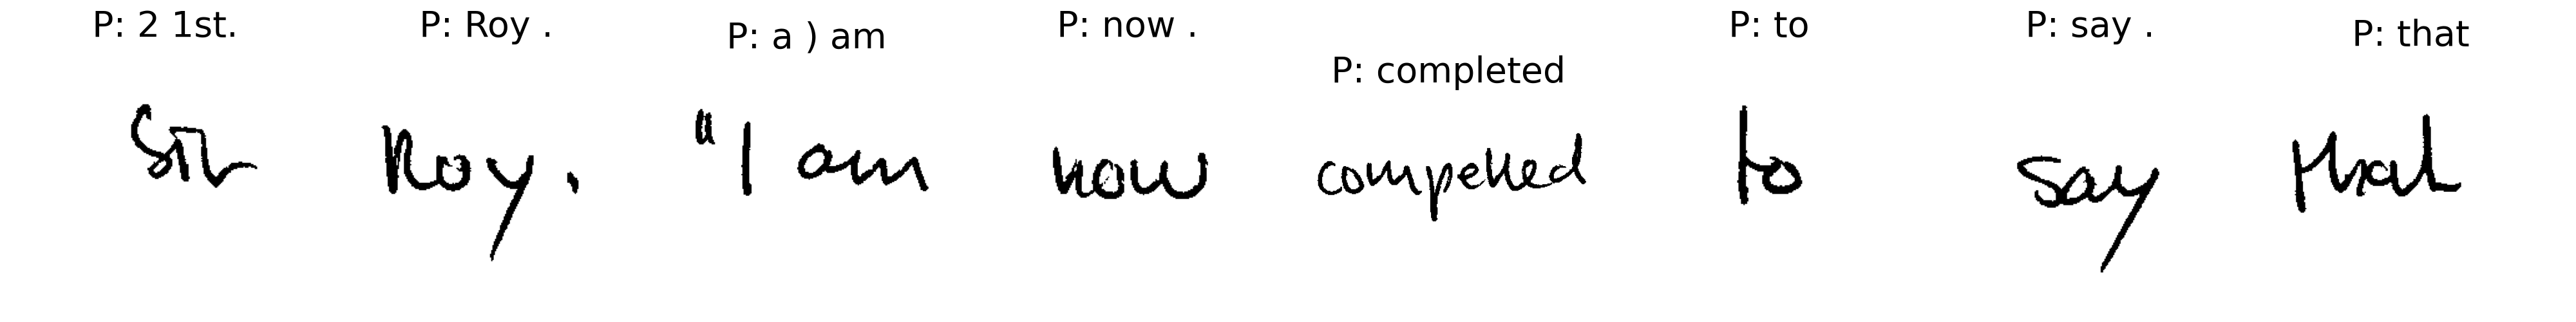 P: 2 1st. P: Roy . P: a ) am P: now . P: completed P: to P: say . P: that
Sir Roy. "I am now compelled to say that